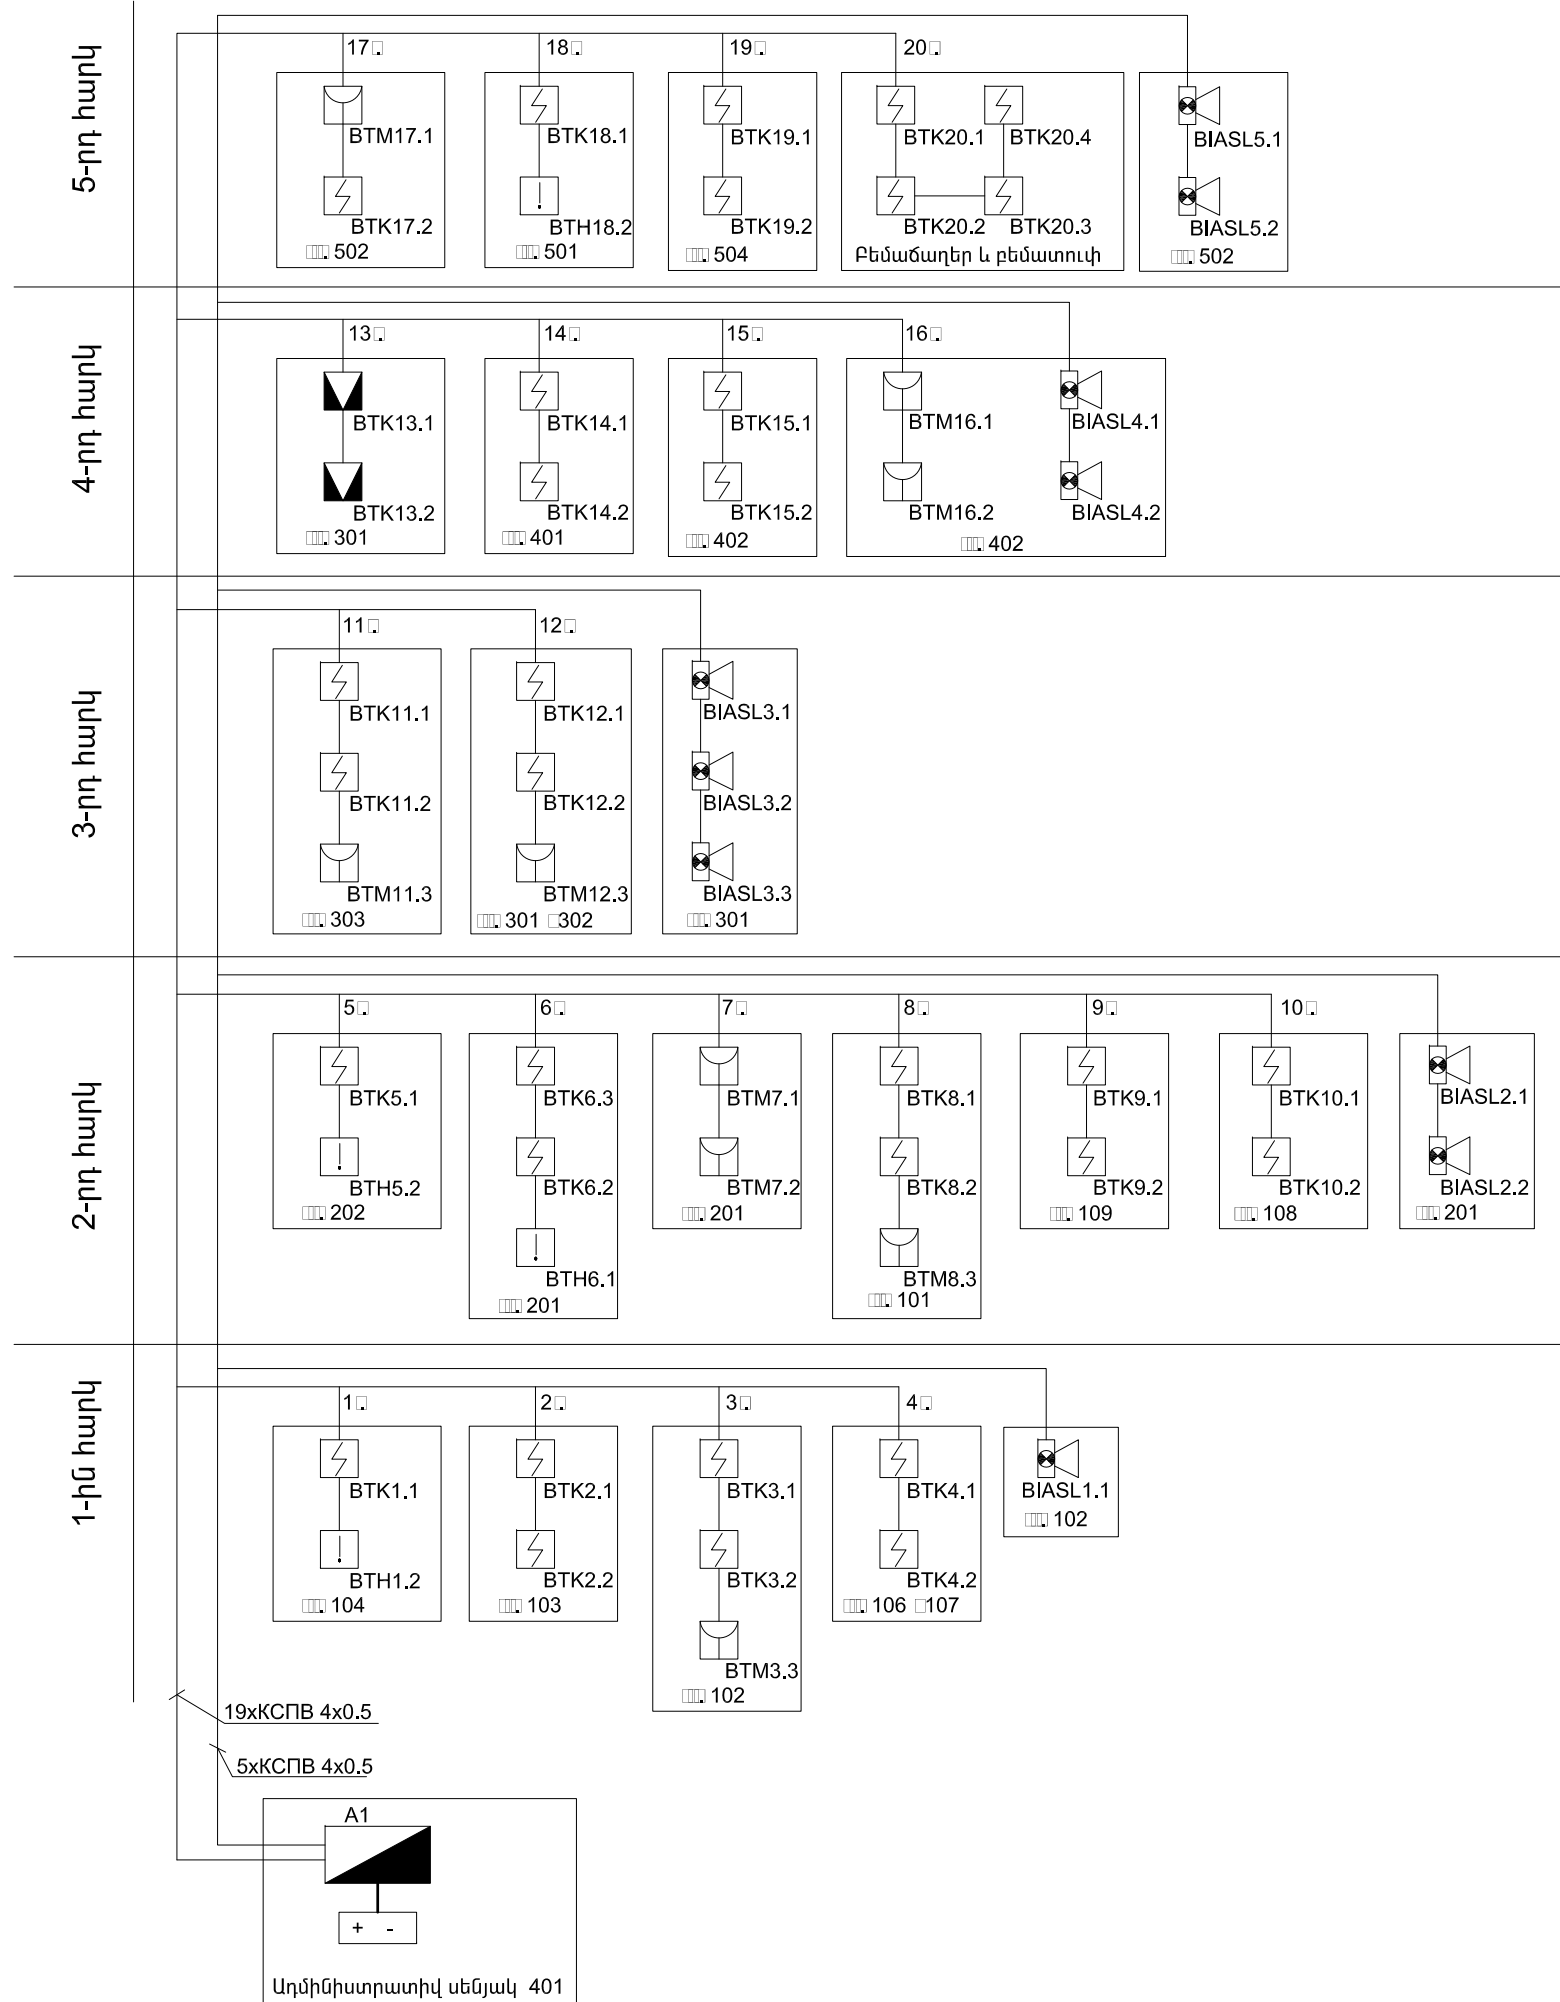 5-րդ հարկ
17
18
19
20
BTM17.1
BTK18.1
BTK19.1
BTK20.1
BTK20.4
BIASL5.1
BTK17.2
BTH18.2
BTK19.2
BTK20.2
BTK20.3
BIASL5.2
502
501
504
Բեմաճաղեր և բեմատուփ
502
4-րդ հարկ
13
14
15
16
BTK13.1
BTK14.1
BTK15.1
BTM16.1
BIASL4.1
BTK13.2
BTK14.2
BTK15.2
BTM16.2
BIASL4.2
301
401
402
402
3-րդ հարկ
11
12
BTK11.1
BTK12.1
BIASL3.1
BTK11.2
BTK12.2
BIASL3.2
BTM11.3
BTM12.3
BIASL3.3
303
301 302
301
2-րդ հարկ
5
6
7
8
9
10
BTK5.1
BTK6.3
BTM7.1
BTK8.1
BTK9.1
BTK10.1
BIASL2.1
BTH5.2
BTK6.2
BTM7.2
BTK8.2
BTK9.2
BTK10.2
BIASL2.2
202
201
109
108
201
BTH6.1
BTM8.3
201
101
1-ին հարկ
1
2
3
4
BTK1.1
BTK2.1
BTK3.1
BTK4.1
BIASL1.1
102
BTH1.2
BTK2.2
BTK3.2
BTK4.2
104
103
106 107
BTM3.3
102
19xКСПВ 4x0.5
5xКСПВ 4x0.5
A1
+ -
Ադմինիստրատիվ սենյակ 401